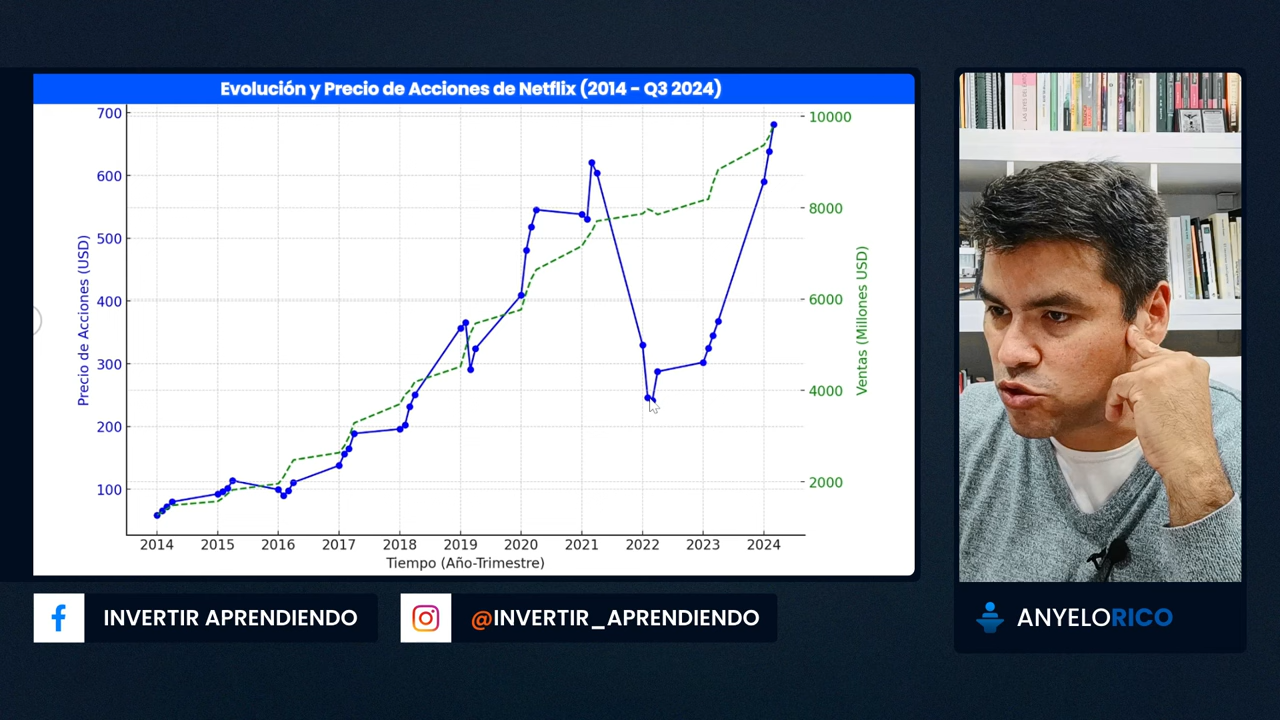 Evolución y Precio de Acciones de Netflix (2014 - Q3 2024)
Precio de Acciones (USD)
700
600
500
400
300
200
100
10000
8000
6000
4000
2000
Ventas (Millones USD)
2014 2015 2016 2017 2018 2019 2020 2021 2022 2023 2024
Tiempo (Año-Trimestre)
INVERTIR APRENDIENDO
@INVERTIR_APRENDIENDO
ANYELORICO